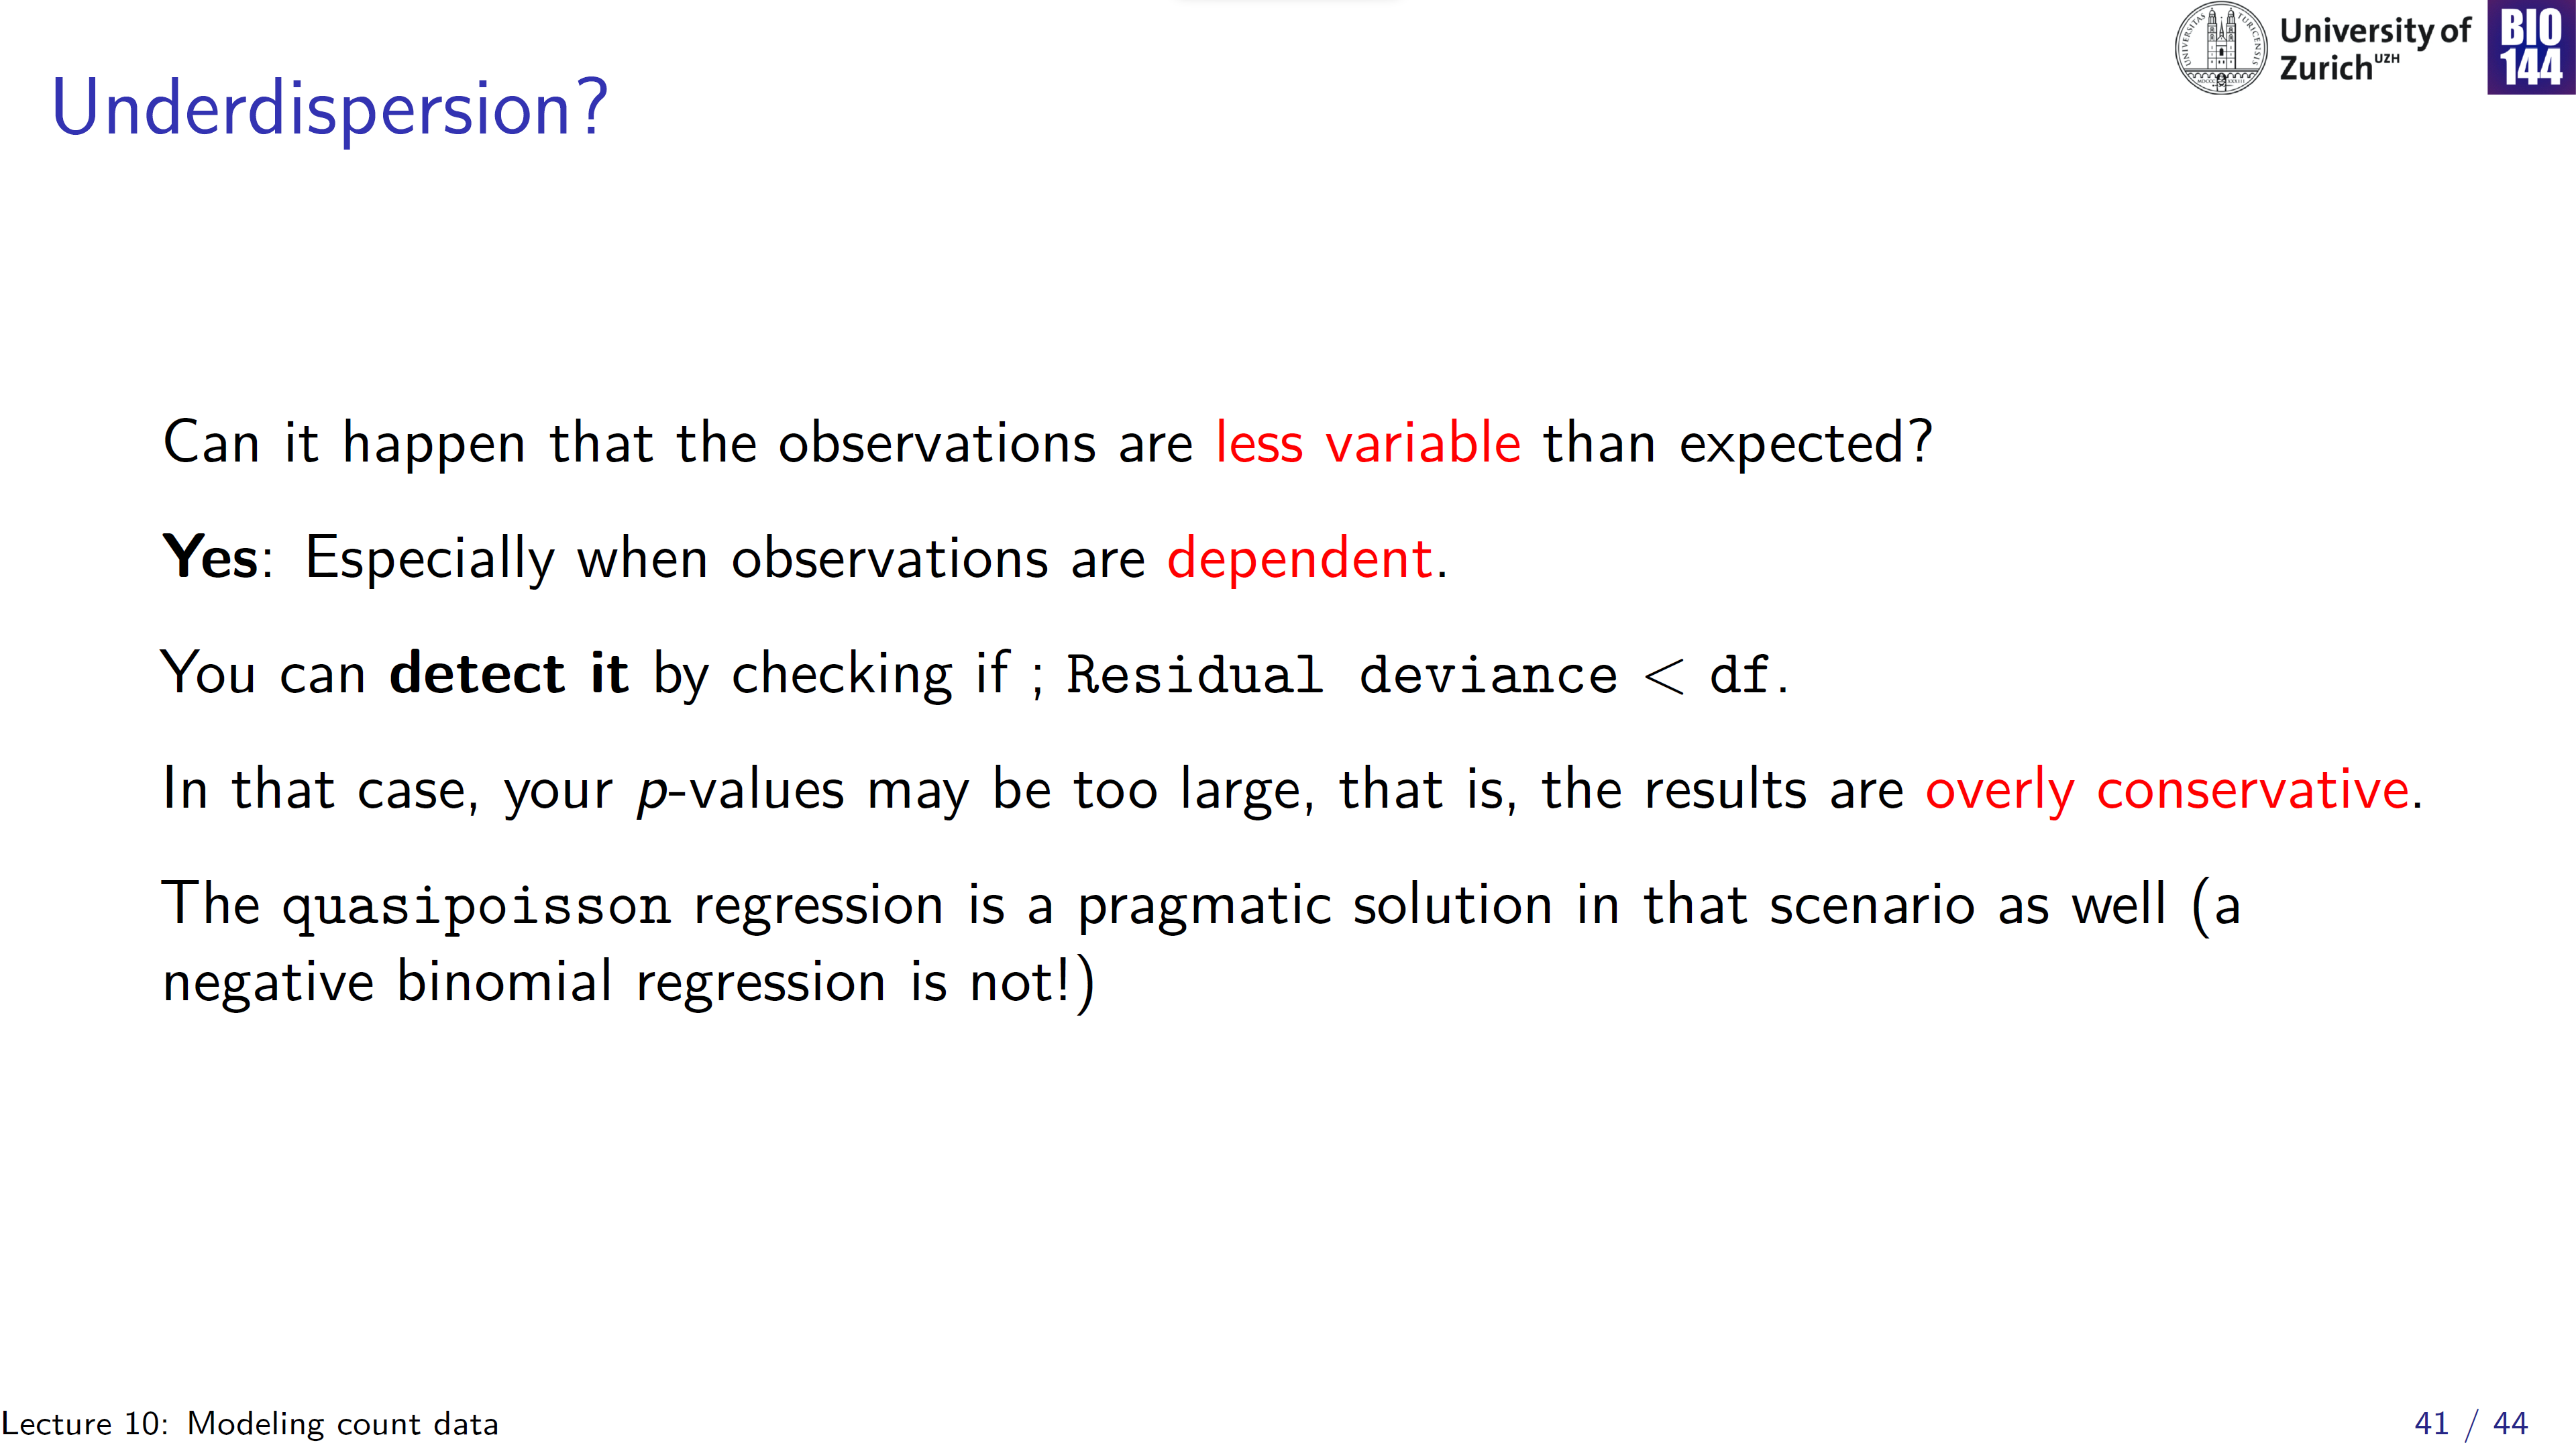 University of
Zurich UZH
BIO
144
Underdispersion?
Can it happen that the observations are less variable than expected?
Yes: Especially when observations are dependent.
You can detect it by checking if ; Residual deviance < df.
In that case, your p-values may be too large, that is, the results are overly conservative.
The quasipoisson regression is a pragmatic solution in that scenario as well (a
negative binomial regression is not!)
Lecture 10: Modeling count data
41 / 44